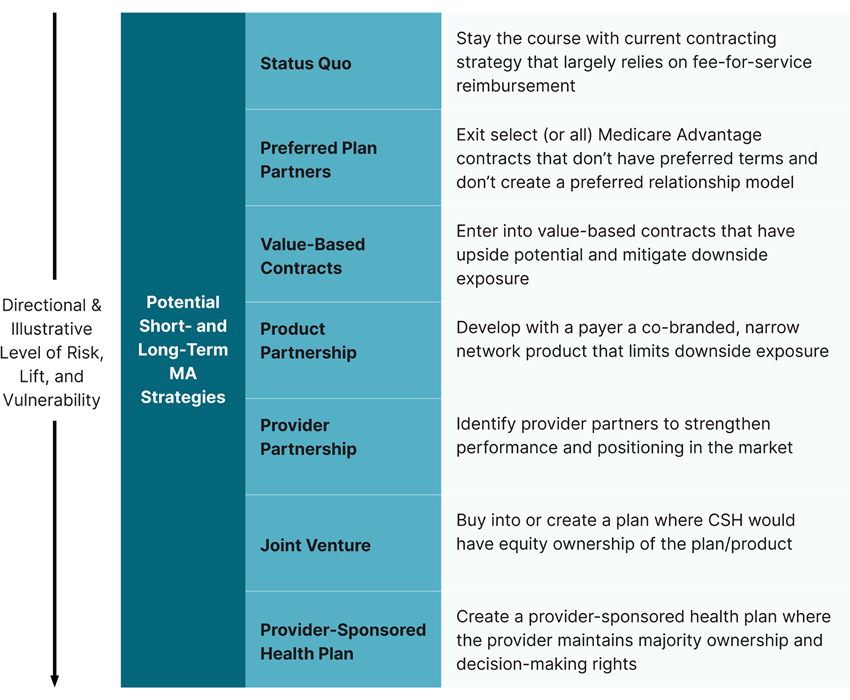 Directional &
Illustrative
Level of Risk,
Lift, and
Vulnerability
Potential
Short- and
Long-Term
MA
Strategies
Status Quo
Stay the course with current contracting
strategy that largely relies on fee-for-service
reimbursement
Preferred Plan
Partners
Exit select (or all) Medicare Advantage
contracts that don’t have preferred terms and
don’t create a preferred relationship model
Value-Based
Contracts
Enter into value-based contracts that have
upside potential and mitigate downside
exposure
Product
Partnership
Develop with a payer a co-branded, narrow
network product that limits downside exposure
Provider
Partnership
Identify provider partners to strengthen
performance and positioning in the market
Joint Venture
Buy into or create a plan where CSH would
have equity ownership of the plan/product
Provider-Sponsored
Health Plan
Create a provider-sponsored health plan where
the provider maintains majority ownership and
decision-making rights